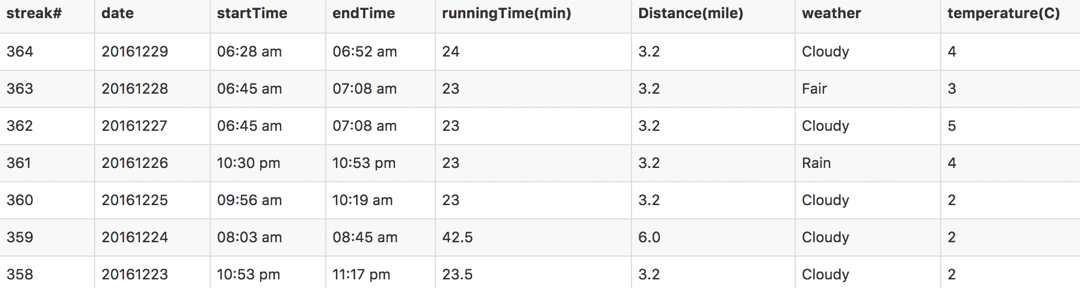 streak# date startTime endTime runningTime(min) Distance(mile) weather temperature(C)
364 20161229 06:28 am 06:52 am 24 3.2 Cloudy 4
363 20161228 06:45 am 07:08 am 23 3.2 Fair 3
362 20161227 06:45 am 07:08 am 23 3.2 Cloudy 5
361 20161226 10:30 pm 10:53 pm 23 3.2 Rain 4
360 20161225 09:56 am 10:19 am 23 3.2 Cloudy 2
359 20161224 08:03 am 08:45 am 42.5 6.0 Cloudy 2
358 20161223 10:53 pm 11:17 pm 23.5 3.2 Cloudy 2